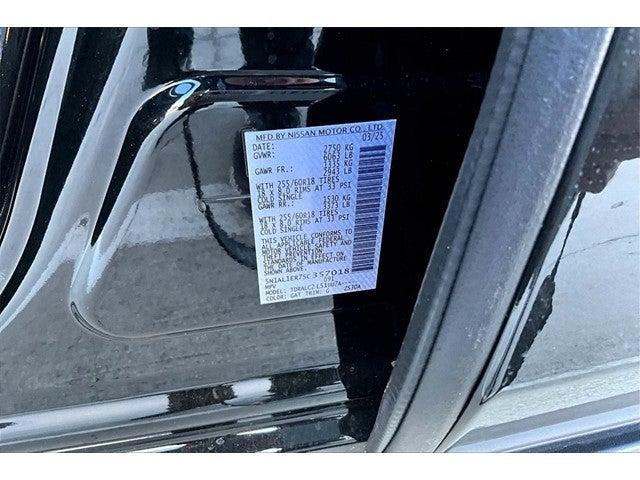 MFD BY NISSAN MOTOR CO., LTD.
DATE: 03/25
GVWR: 2750 KG
6063 LB
GAWR FR.: 1335 KG
2943 LB
WITH 255/60R18 TIRES
18 X 8.0 RIMS AT 33 PSI
COLD SINGLE
GAWR RR.: 1530 KG
3373 LB
WITH 255/60R18 TIRES
18 X 8.0 RIMS AT 33 PSI
COLD SINGLE
THIS VEHICLE CONFORMS TO
ALL APPLICABLE FEDERAL
MOTOR VEHICLE SAFETY
STANDARDS IN EFFECT ON THE
DATE OF MANUFACTURE SHOWN
ABOVE.
5N1AL1ER7SC357018
MPV 091
MODEL:
COLOR: GAT TRIM: G